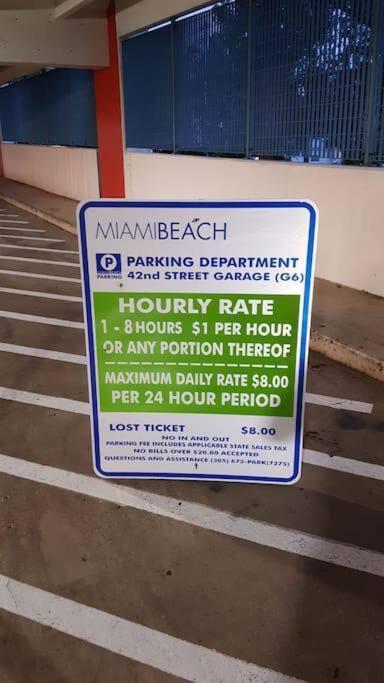 MIAMIBEACH
P
PARKING
PARKING DEPARTMENT
42nd STREET GARAGE (G6)
HOURLY RATE
1 - 8 HOURS $1 PER HOUR
OR ANY PORTION THEREOF
MAXIMUM DAILY RATE $8.00
PER 24 HOUR PERIOD
LOST TICKET $8.00
NO IN AND OUT
PARKING FEE INCLUDES APPLICABLE STATE SALES TAX
NO BILLS OVER $20.00 ACCEPTED
QUESTIONS AND ASSISTANCE (305) 673-PARK(7275)